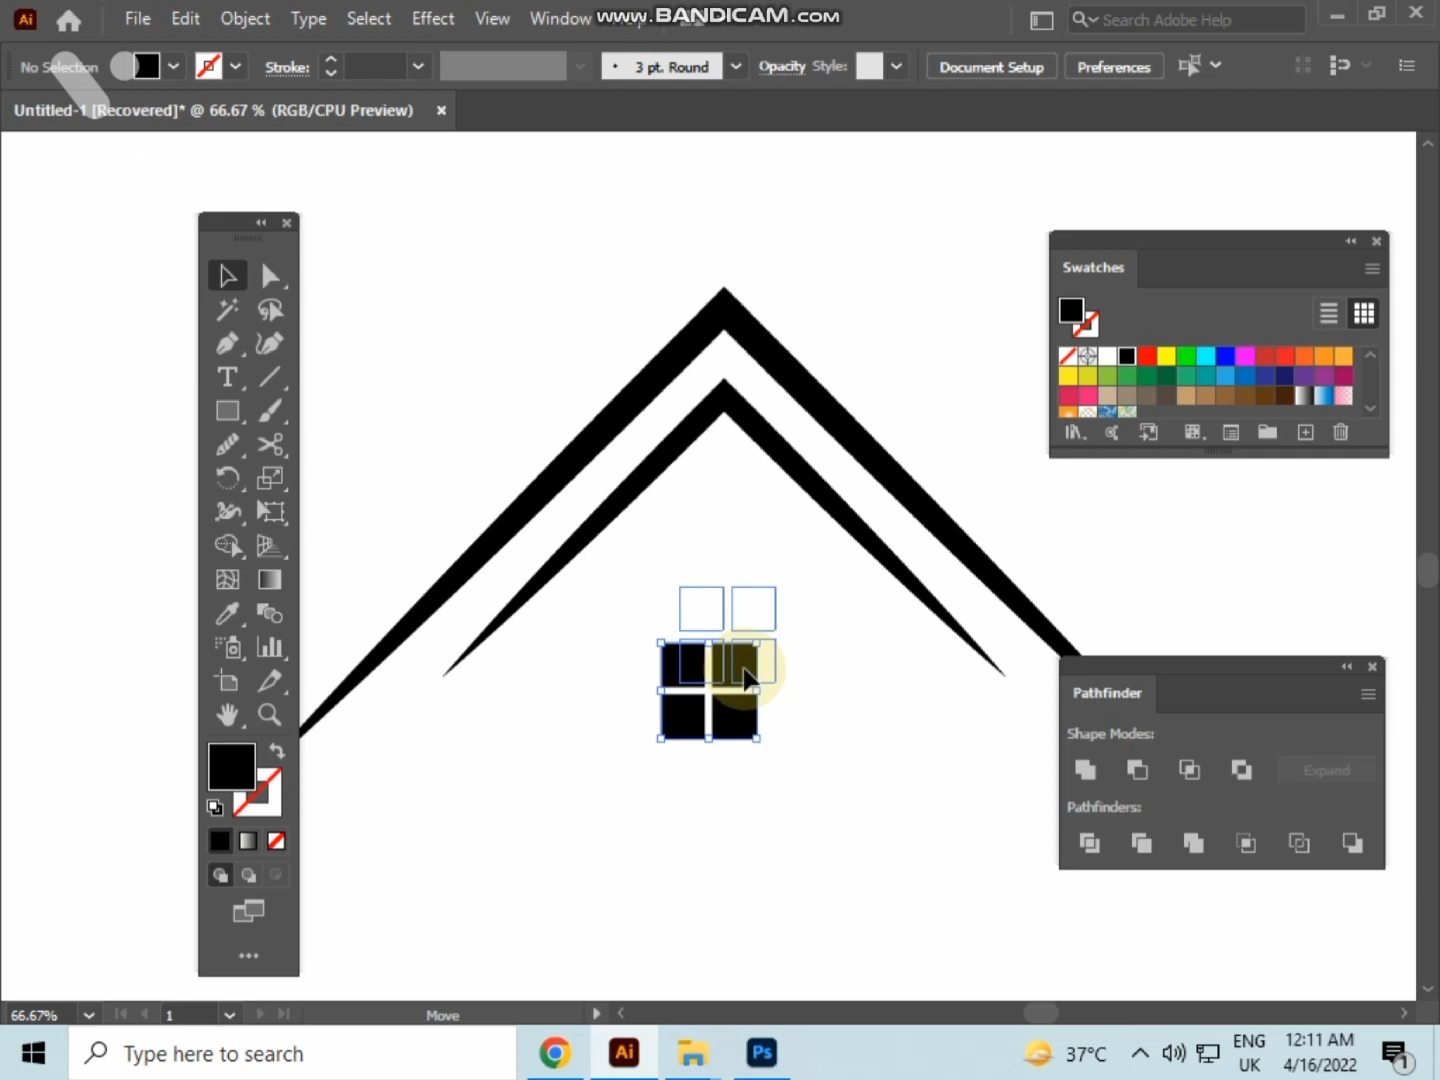 Ai File Edit Object Type Select Effect View Window Help
www.BANDICAM.com
Search Adobe Help
No Selection Stroke: 3 pt. Round Opacity Style: Document Setup Preferences
Untitled-1 [Recovered]* @ 66.67 % (RGB/CPU Preview) ×
Swatches
Pathfinder
Shape Modes:
Expand
Pathfinders:
66.67% 1 Move
Type here to search
Ai
Ps
37°C
ENG
UK
12:11 AM
4/16/2022
1